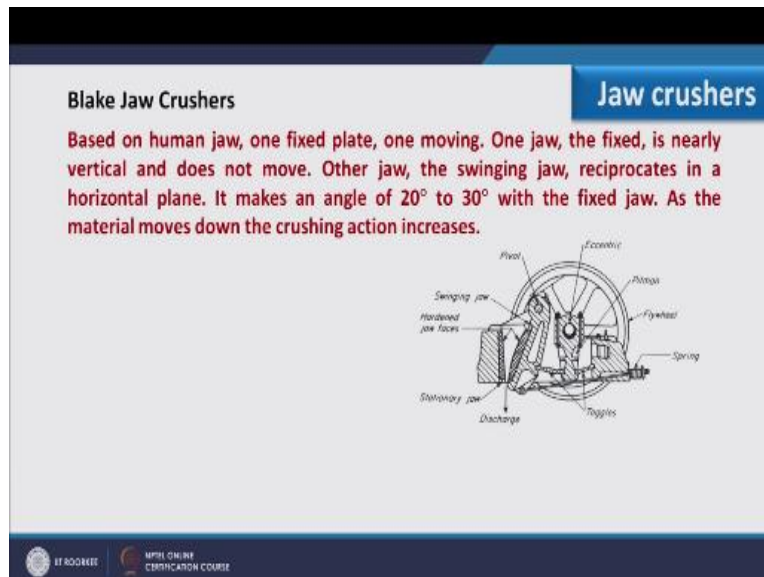 Jaw crushers
Blake Jaw Crushers
Based on human jaw, one fixed plate, one moving. One jaw, the fixed, is nearly
vertical and does not move. Other jaw, the swinging jaw, reciprocates in a
horizontal plane. It makes an angle of 20° to 30° with the fixed jaw. As the
material moves down the crushing action increases.
Eccentric
Pivot
Pitman
Swinging jaw
Hardened
jaw faces
Flywheel
Spring
Stationary jaw
Toggles
Discharge
IT ROORKEE
NPTEL ONLINE
CERTIFICATION COURSE